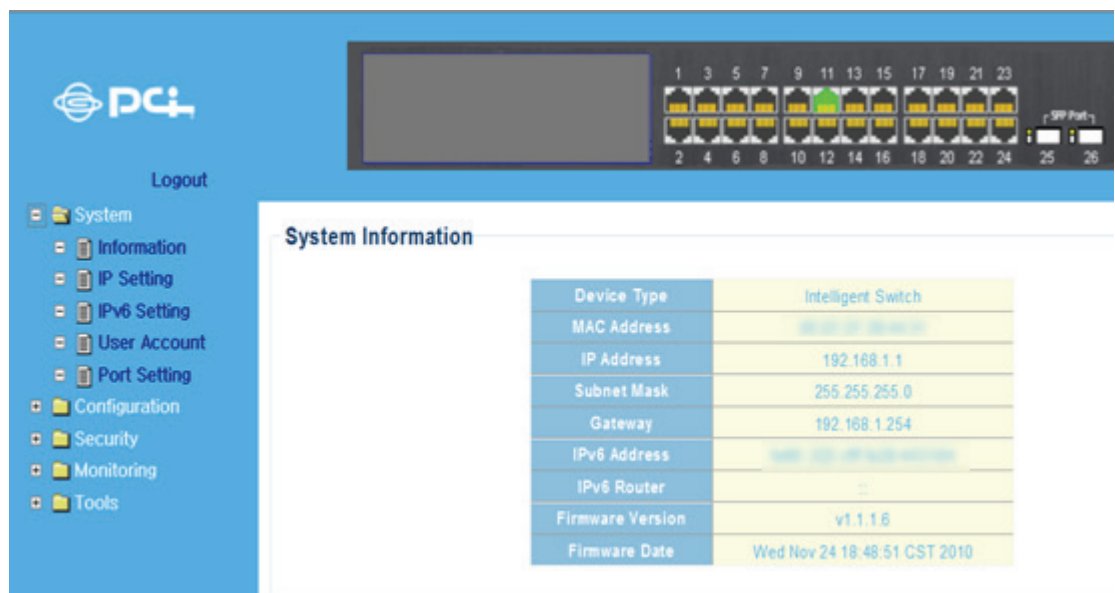 PCi
1 3 5 7 9 11 13 15 17 19 21 23
SFP Port
2 4 6 8 10 12 14 16 18 20 22 24 25 26
Logout
System
Information
IP Setting
IPv6 Setting
User Account
Port Setting
Configuration
Security
Monitoring
Tools
System Information
Device Type Intelligent Switch
MAC Address
IP Address 192.168.1.1
Subnet Mask 255.255.255.0
Gateway 192.168.1.254
IPv6 Address
IPv6 Router ::
Firmware Version v1.1.1.6
Firmware Date Wed Nov 24 18:48:51 CST 2010